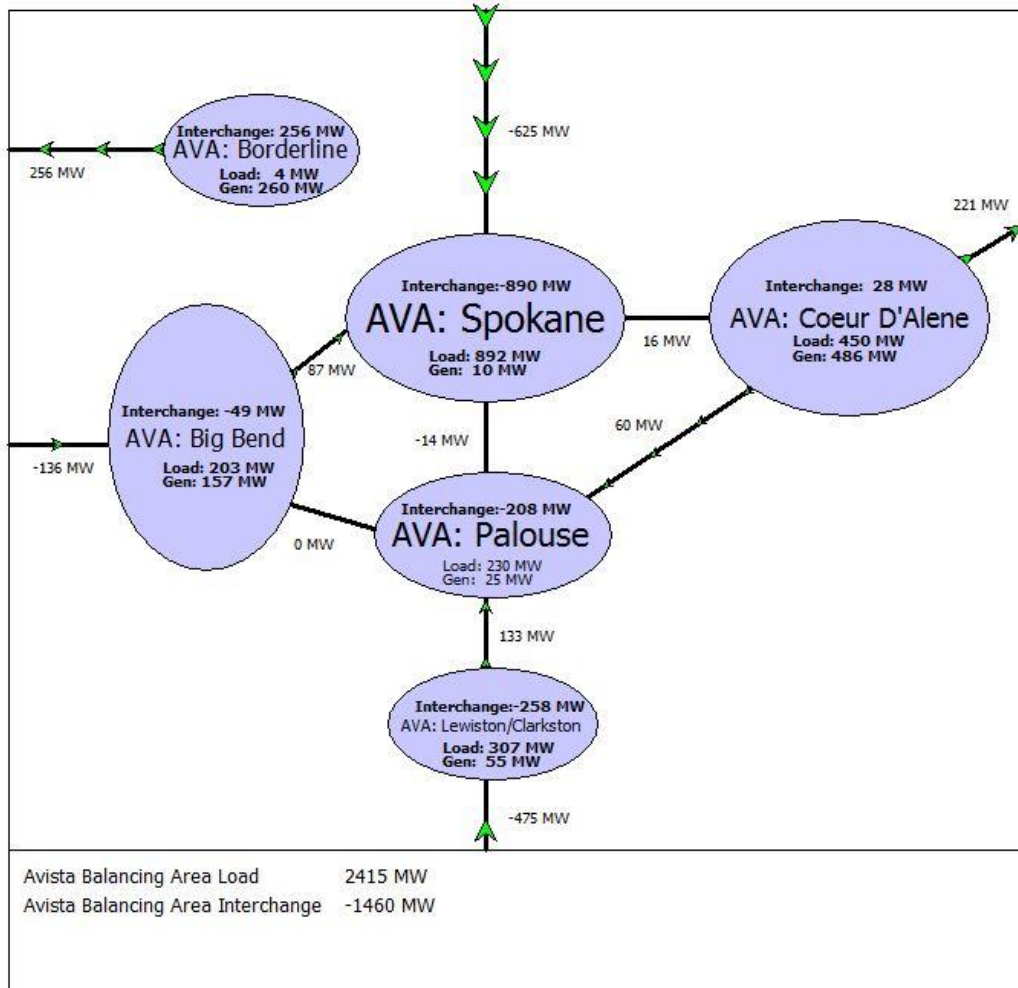 -625 MW
Interchange: 256 MW
AVA: Borderline
Load: 4 MW
Gen: 260 MW
256 MW
221 MW
Interchange:-890 MW
AVA: Spokane
Load: 892 MW
Gen: 10 MW
Interchange: 28 MW
AVA: Coeur D'Alene
Load: 450 MW
Gen: 486 MW
16 MW
87 MW
Interchange: -49 MW
AVA: Big Bend
Load: 203 MW
Gen: 157 MW
-136 MW
-14 MW
60 MW
0 MW
Interchange:-208 MW
AVA: Palouse
Load: 230 MW
Gen: 25 MW
133 MW
Interchange:-258 MW
AVA: Lewiston/Clarkston
Load: 307 MW
Gen: 55 MW
-475 MW
Avista Balancing Area Load 2415 MW
Avista Balancing Area Interchange -1460 MW